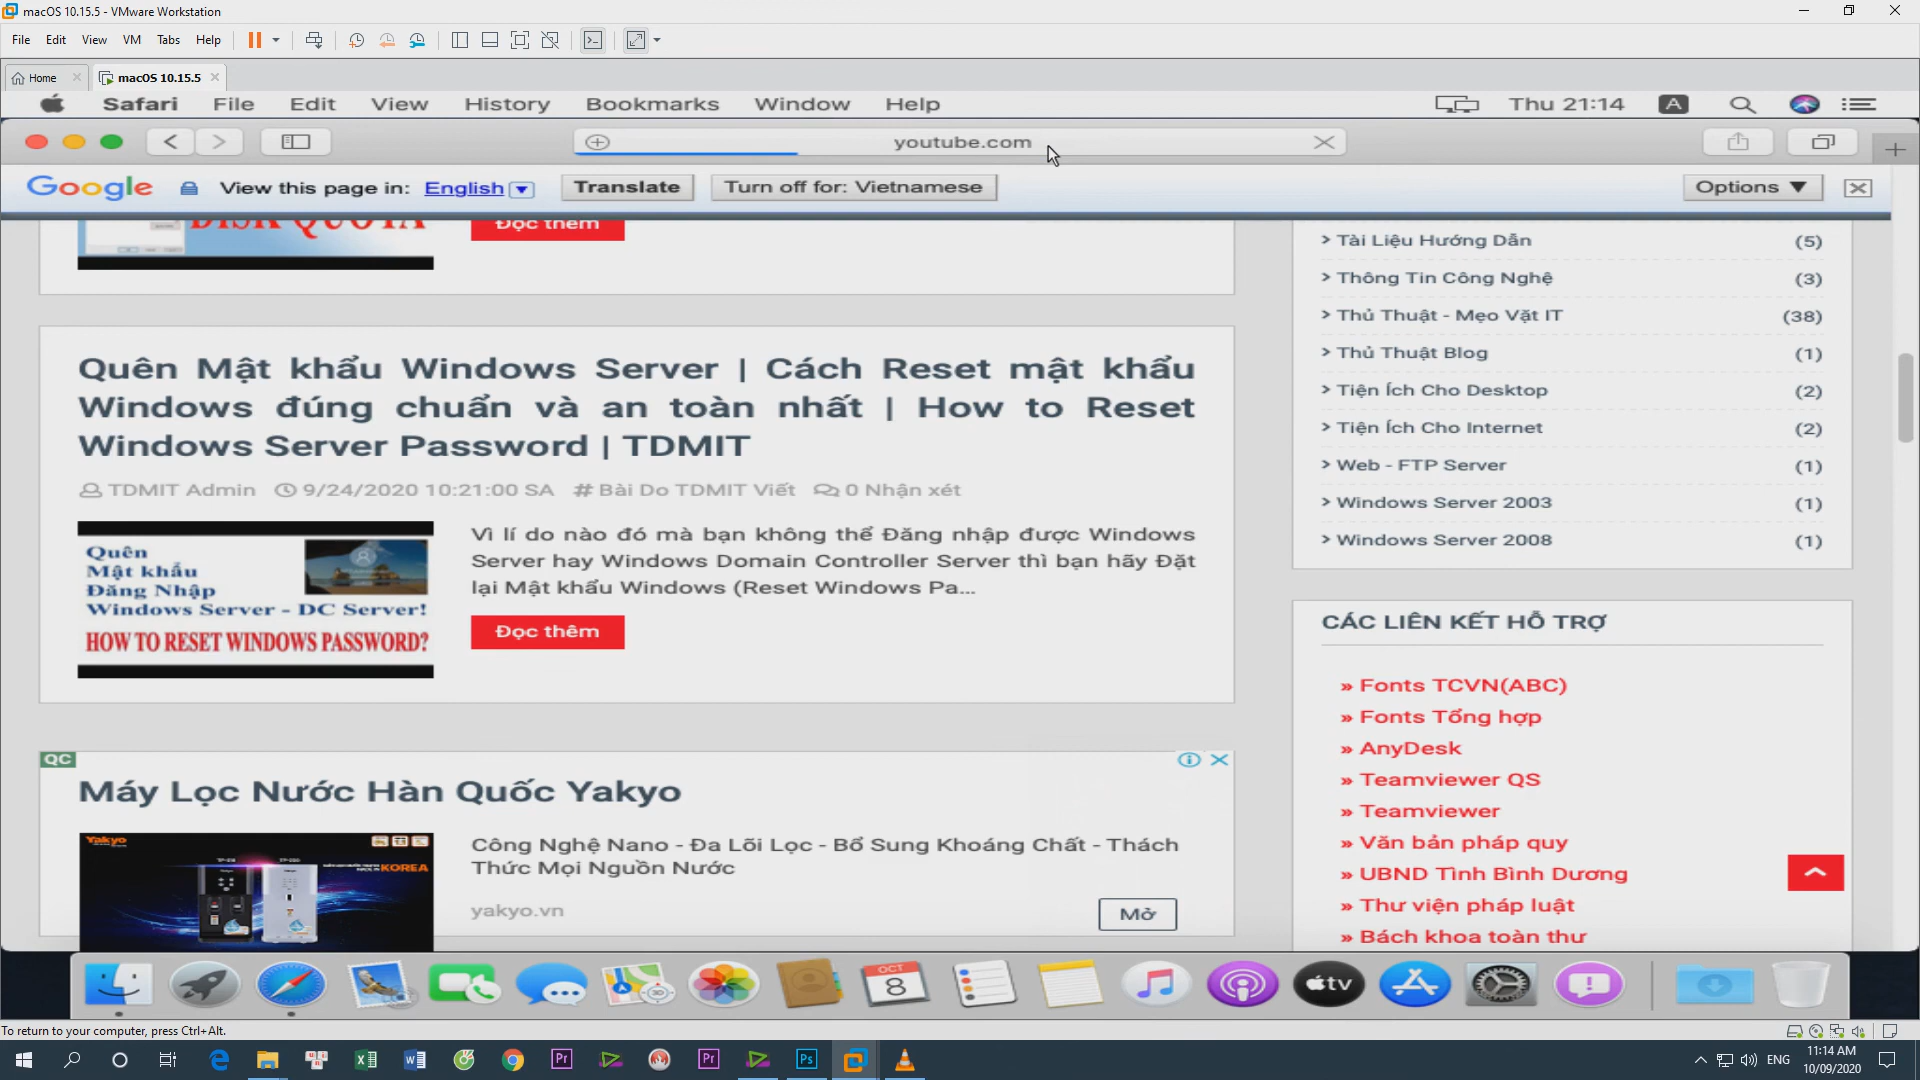 macOS 10.15.5 - VMware Workstation
File Edit View VM Tabs Help
Home macOS 10.15.5
Safari File Edit View History Bookmarks Window Help Thu 21:14 A
youtube.com
Google View this page in: English Translate Turn off for: Vietnamese Options ▼
DISK QUOTA
Đọc thêm
Quên Mật khẩu Windows Server | Cách Reset mật khẩu
Windows đúng chuẩn và an toàn nhất | How to Reset
Windows Server Password | TDMIT
TDMIT Admin 9/24/2020 10:21:00 SA # Bài Do TDMIT Viết 0 Nhận xét
Quên
Mật khẩu
Đăng Nhập
Windows Server - DC Server!
HOW TO RESET WINDOWS PASSWORD?
Vì lí do nào đó mà bạn không thể Đăng nhập được Windows
Server hay Windows Domain Controller Server thì bạn hãy Đặt
lại Mật khẩu Windows (Reset Windows Pa...
Đọc thêm
QC
Máy Lọc Nước Hàn Quốc Yakyo
Yakyo
KOREA
Công Nghệ Nano - Đa Lõi Lọc - Bổ Sung Khoáng Chất - Thách
Thức Mọi Nguồn Nước
yakyo.vn
Mở
> Tài Liệu Hướng Dẫn (5)
> Thông Tin Công Nghệ (3)
> Thủ Thuật - Mẹo Vặt IT (38)
> Thủ Thuật Blog (1)
> Tiện Ích Cho Desktop (2)
> Tiện Ích Cho Internet (2)
> Web - FTP Server (1)
> Windows Server 2003 (1)
> Windows Server 2008 (1)
CÁC LIÊN KẾT HỖ TRỢ
» Fonts TCVN(ABC)
» Fonts Tổng hợp
» AnyDesk
» Teamviewer QS
» Teamviewer
» Văn bản pháp quy
» UBND Tỉnh Bình Dương
» Thư viện pháp luật
» Bách khoa toàn thư
OCT
8
tv
To return to your computer, press Ctrl+Alt.
Pr Pr Ps
ENG
11:14 AM
10/09/2020